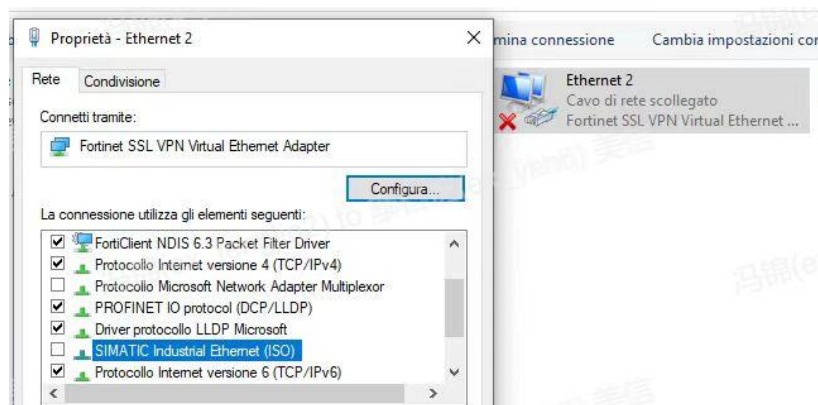 Proprietà - Ethernet 2
Rete
Condivisione
Connetti tramite:
Fortinet SSL VPN Virtual Ethernet Adapter
Configura...
La connessione utilizza gli elementi seguenti:
FortiClient NDIS 6.3 Packet Filter Driver
Protocollo Internet versione 4 (TCP/IPv4)
Protocollo Microsoft Network Adapter Multiplexor
PROFINET IO protocol (DCP/LLDP)
Driver protocollo LLDP Microsoft
SIMATIC Industrial Ethernet (ISO)
Protocollo Internet versione 6 (TCP/IPv6)
mina connessione
Cambia impostazioni con
Ethernet 2
Cavo di rete scollegato
Fortinet SSL VPN Virtual Ethernet ...